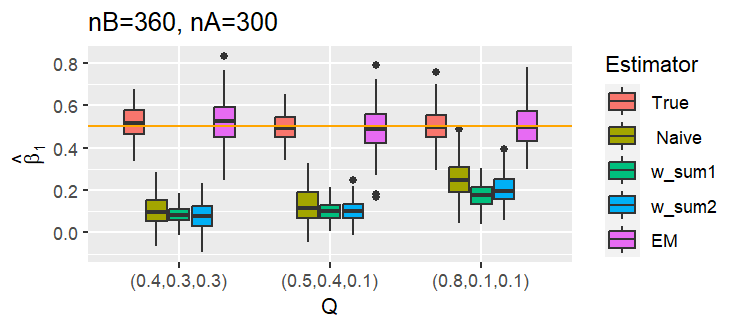 nB=360, nA=300
β̂1
0.8
0.6
0.4
0.2
0.0
(0.4,0.3,0.3) (0.5,0.4,0.1) (0.8,0.1,0.1)
Q
Estimator
True
Naive
w_sum1
w_sum2
EM